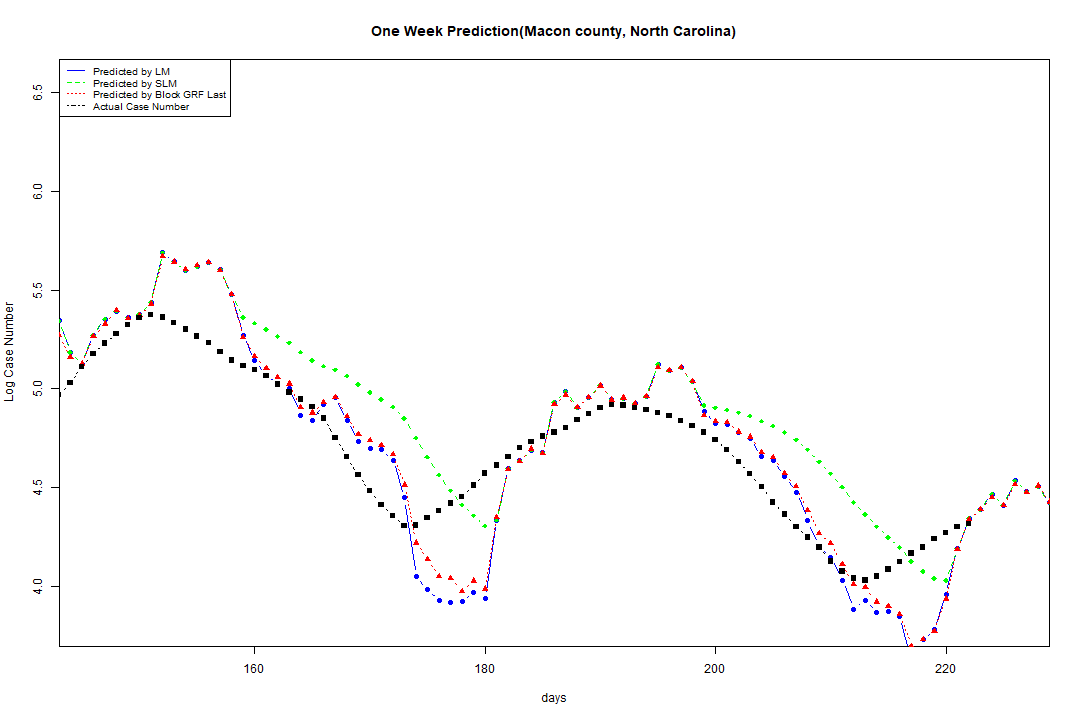 One Week Prediction(Macon county, North Carolina)
Predicted by LM
Predicted by SLM
Predicted by Block GRF Last
Actual Case Number
6.5
6.0
5.5
5.0
4.5
4.0
Log Case Number
160 180 200 220
days